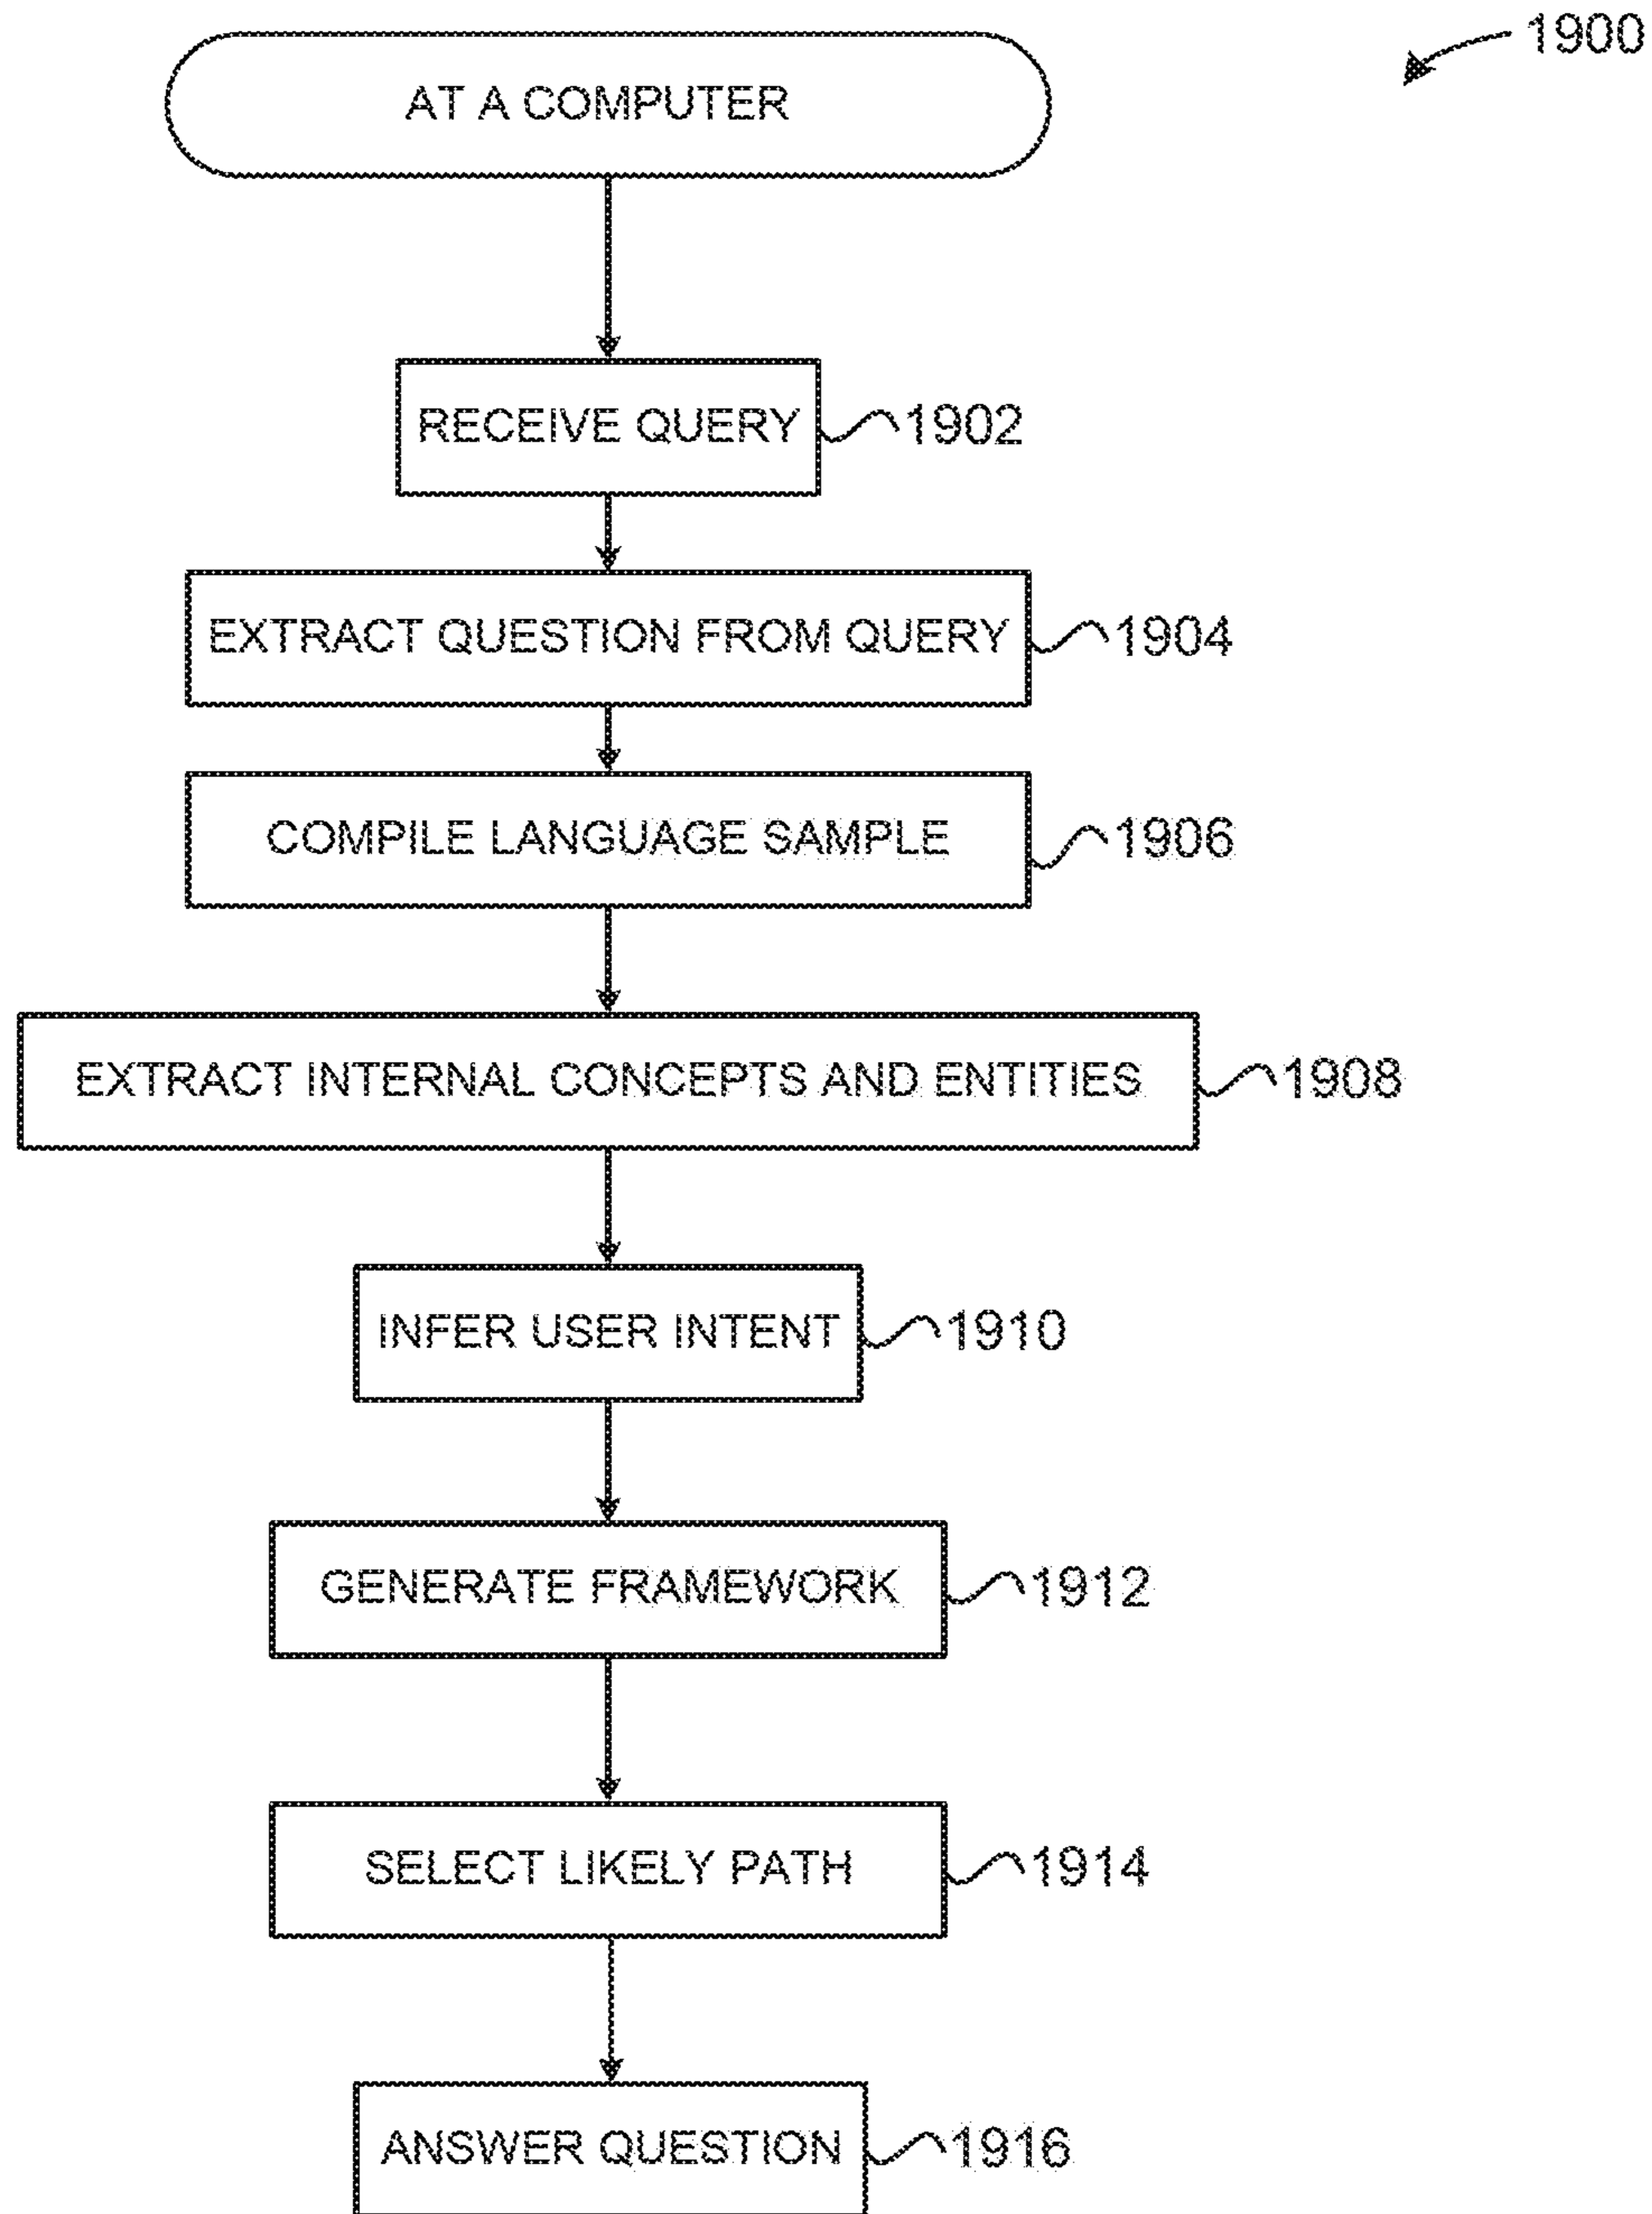 1900
AT A COMPUTER
RECEIVE QUERY 1902
EXTRACT QUESTION FROM QUERY 1904
COMPILE LANGUAGE SAMPLE 1906
EXTRACT INTERNAL CONCEPTS AND ENTITIES 1908
INFER USER INTENT 1910
GENERATE FRAMEWORK 1912
SELECT LIKELY PATH 1914
ANSWER QUESTION 1916